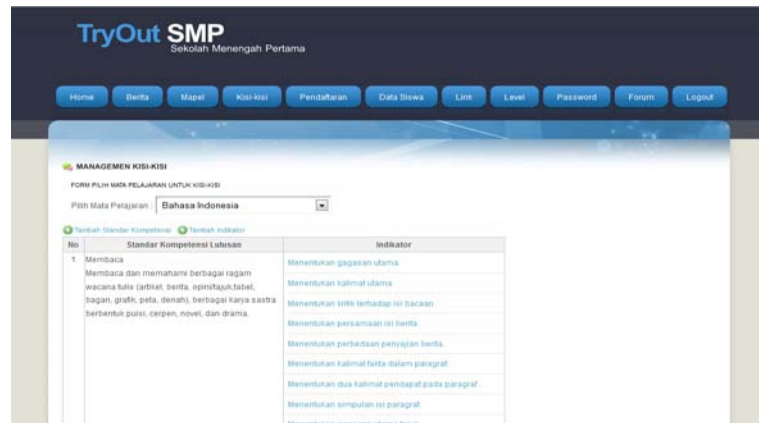 TryOut SMP
Sekolah Menengah Pertama
Home Berita Mapel Kisi-kisi Pendaftaran Data Siswa Link Level Password Forum Logout
MANAGEMEN KISI-KISI
FORM PILIH MATA PELAJARAN UNTUK KISI-KISI
Pilih Mata Pelajaran : Bahasa Indonesia
Tambah Standar Kompetensi Tambah Indikator
No Standar Kompetensi Lulusan Indikator
1 Membaca
Membaca dan memahami berbagai ragam
wacana tulis (artikel, berita, opini/tajuk,tabel,
bagan, grafik, peta, denah), berbagai karya sastra
berbentuk puisi, cerpen, novel, dan drama.
Menentukan gagasan utama.
Menentukan kalimat utama.
Menentukan kritik terhadap isi bacaan.
Menentukan persamaan isi berita.
Menentukan perbedaan penyajian berita.
Menentukan kalimat fakta dalam paragraf.
Menentukan dua kalimat pendapat pada paragraf.
Menentukan simpulan isi paragraf.